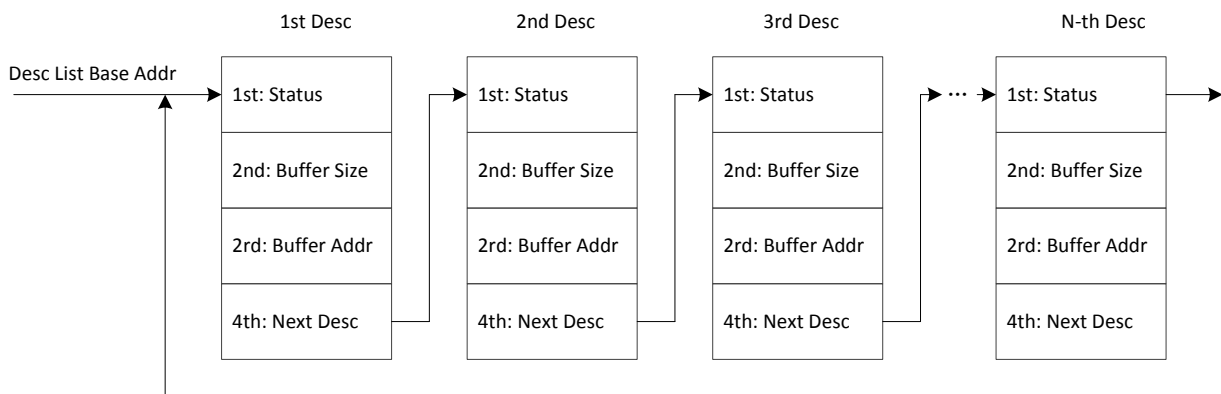 1st Desc 2nd Desc 3rd Desc N-th Desc
Desc List Base Addr
1st: Status 1st: Status 1st: Status ... 1st: Status
2nd: Buffer Size 2nd: Buffer Size 2nd: Buffer Size 2nd: Buffer Size
2rd: Buffer Addr 2rd: Buffer Addr 2rd: Buffer Addr 2rd: Buffer Addr
4th: Next Desc 4th: Next Desc 4th: Next Desc 4th: Next Desc